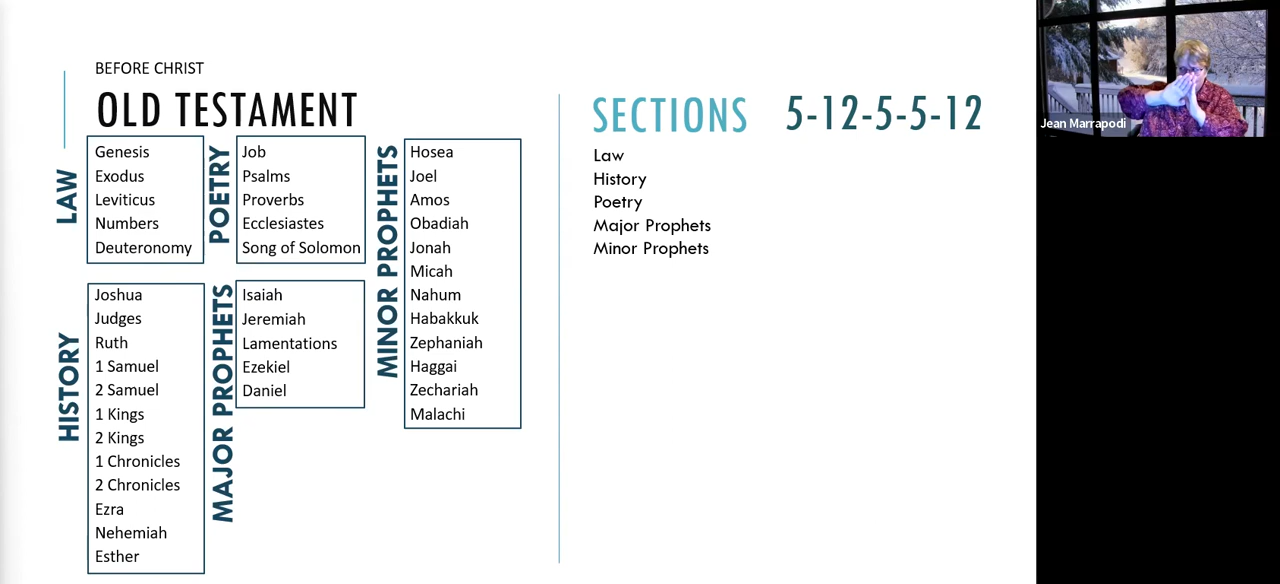 BEFORE CHRIST
OLD TESTAMENT
LAW
Genesis
Exodus
Leviticus
Numbers
Deuteronomy
HISTORY
Joshua
Judges
Ruth
1 Samuel
2 Samuel
1 Kings
2 Kings
1 Chronicles
2 Chronicles
Ezra
Nehemiah
Esther
POETRY
Job
Psalms
Proverbs
Ecclesiastes
Song of Solomon
MAJOR PROPHETS
Isaiah
Jeremiah
Lamentations
Ezekiel
Daniel
MINOR PROPHETS
Hosea
Joel
Amos
Obadiah
Jonah
Micah
Nahum
Habakkuk
Zephaniah
Haggai
Zechariah
Malachi
SECTIONS 5-12-5-5-12
Law
History
Poetry
Major Prophets
Minor Prophets
Jean Marrapodi